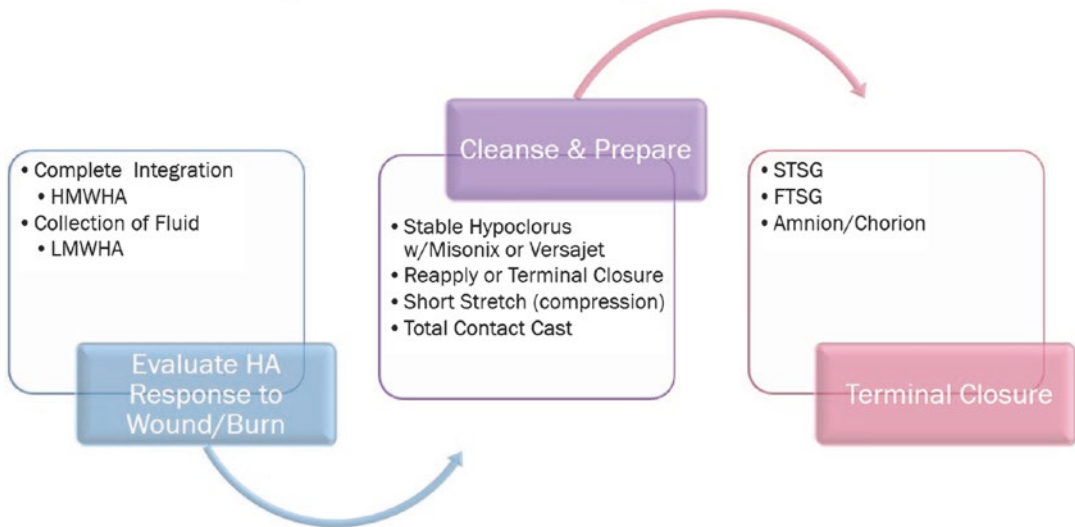 • Complete Integration
• HMWHA
• Collection of Fluid
• LMWHA
Evaluate HA
Response to
Wound/Burn
Cleanse & Prepare
• Stable Hypoclorus
w/Misonix or Versajet
• Reapply or Terminal Closure
• Short Stretch (compression)
• Total Contact Cast
• STSG
• FTSG
• Amnion/Chorion
Terminal Closure